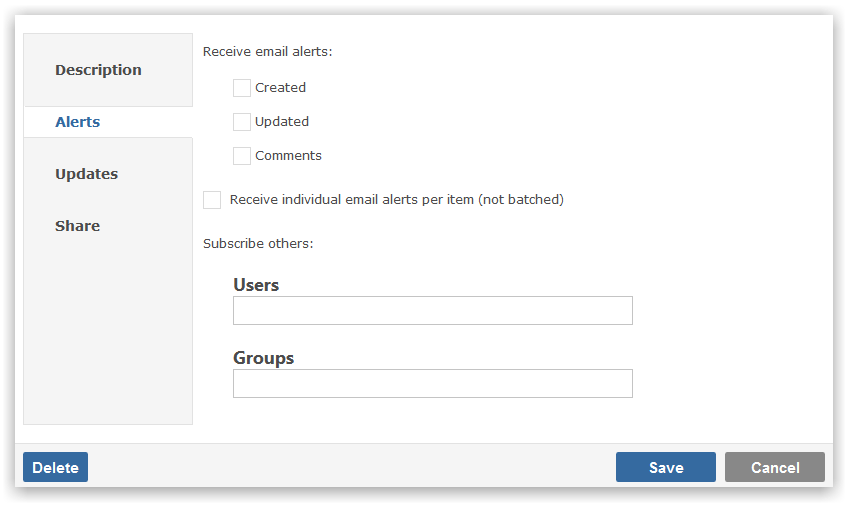 Description
Alerts
Updates
Share
Receive email alerts:
Created
Updated
Comments
Receive individual email alerts per item (not batched)
Subscribe others:
Users
Groups
Delete
Save
Cancel